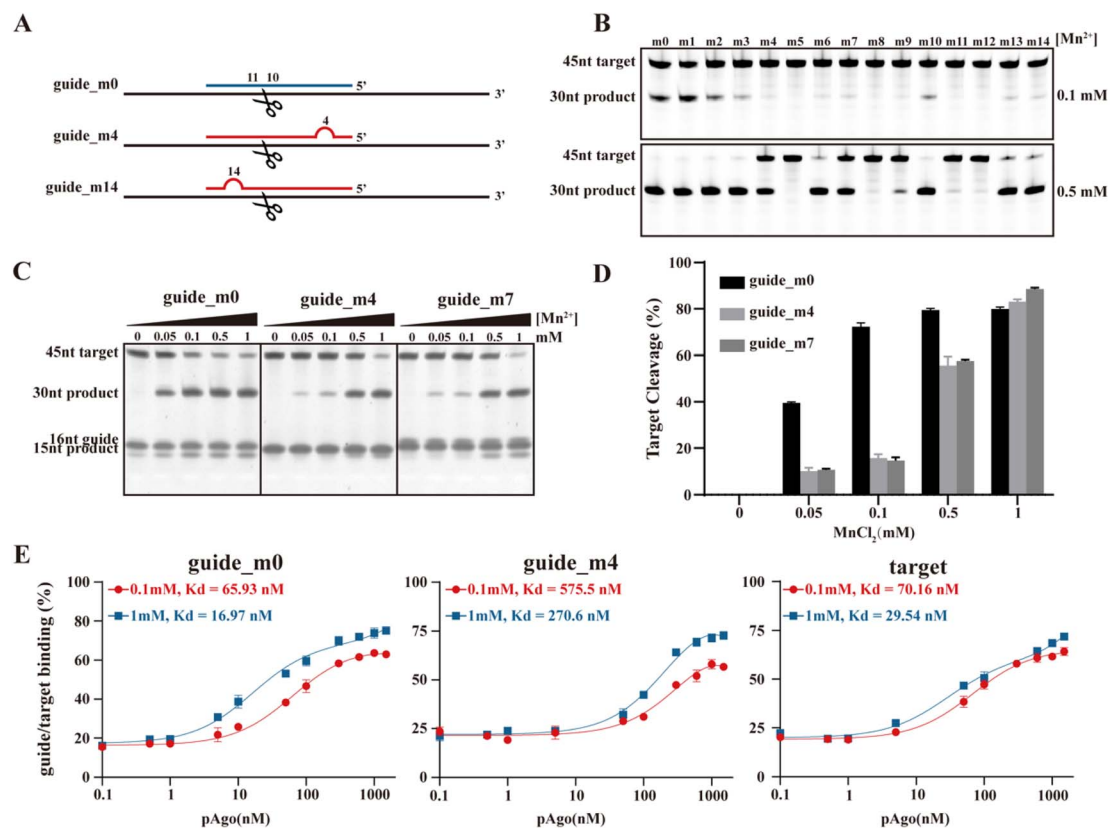 A
11 10
guide_m0
5'
3'
4
guide_m4
5'
3'
14
guide_m14
5'
3'
B
m0 m1 m2 m3 m4 m5 m6 m7 m8 m9 m10 m11 m12 m13 m14 [Mn2+]
45nt target
30nt product
0.1 mM
45nt target
30nt product
0.5 mM
C
guide_m0 guide_m4 guide_m7
[Mn2+]
0 0.05 0.1 0.5 1 0 0.05 0.1 0.5 1 0 0.05 0.1 0.5 1 mM
45nt target
30nt product
16nt guide
15nt product
D
guide_m0
guide_m4
guide_m7
Target Cleavage (%)
80
60
40
20
0
0 0.05 0.1 0.5 1
MnCl2(mM)
E
guide_m0
0.1mM, Kd = 65.93 nM
1mM, Kd = 16.97 nM
guide/target binding (%)
100
80
60
40
20
0
0.1 1 10 100 1000
pAgo(nM)
guide_m4
0.1mM, Kd = 575.5 nM
1mM, Kd = 270.6 nM
100
75
50
25
0
0.1 1 10 100 1000
pAgo(nM)
target
0.1mM, Kd = 70.16 nM
1mM, Kd = 29.54 nM
100
75
50
25
0
0.1 1 10 100 1000
pAgo(nM)